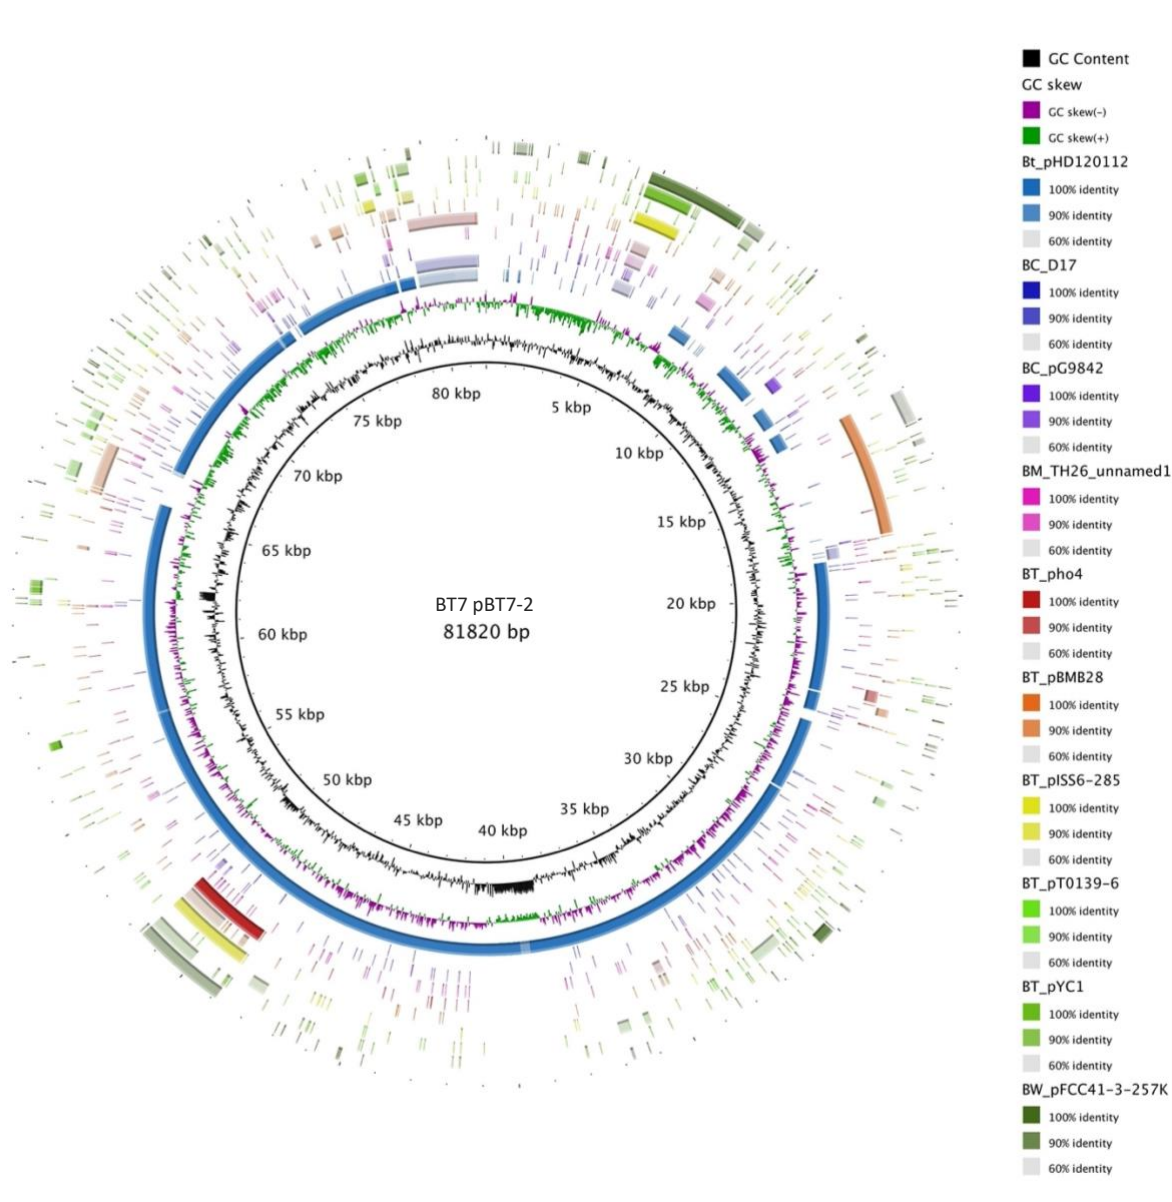 GC Content
GC skew
GC skew(-)
GC skew(+)
Bt_pHD120112
100% identity
90% identity
60% identity
BC_D17
100% identity
90% identity
60% identity
BC_pG9842
100% identity
90% identity
60% identity
BM_TH26_unnamed1
100% identity
90% identity
60% identity
BT_pho4
100% identity
90% identity
60% identity
BT_pBMB28
100% identity
90% identity
60% identity
BT_pISS6-285
100% identity
90% identity
60% identity
BT_pT0139-6
100% identity
90% identity
60% identity
BT_pYC1
100% identity
90% identity
60% identity
BW_pFCC41-3-257K
100% identity
90% identity
60% identity
80 kbp
5 kbp
75 kbp
10 kbp
70 kbp
15 kbp
65 kbp
20 kbp
BT7 pBT7-2
81820 bp
60 kbp
25 kbp
55 kbp
30 kbp
50 kbp
35 kbp
45 kbp
40 kbp